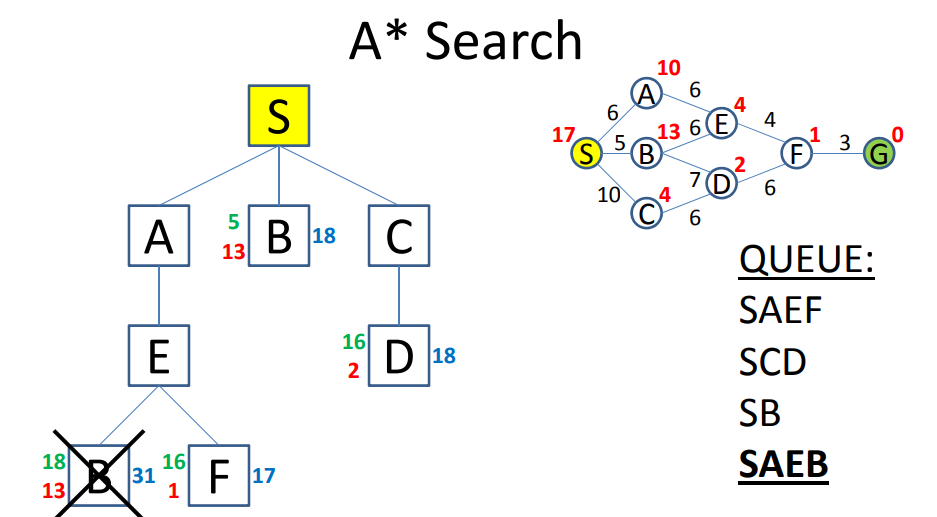 A* Search
S
A
5
13
B
18
C
E
16
2
D
18
18
13
B
31
16
1
F
17
10
A
6
6
4
E
4
17
S
5
13
B
6
1
F
3
0
G
10
7
2
D
6
4
C
6
QUEUE:
SAEF
SCD
SB
SAEB